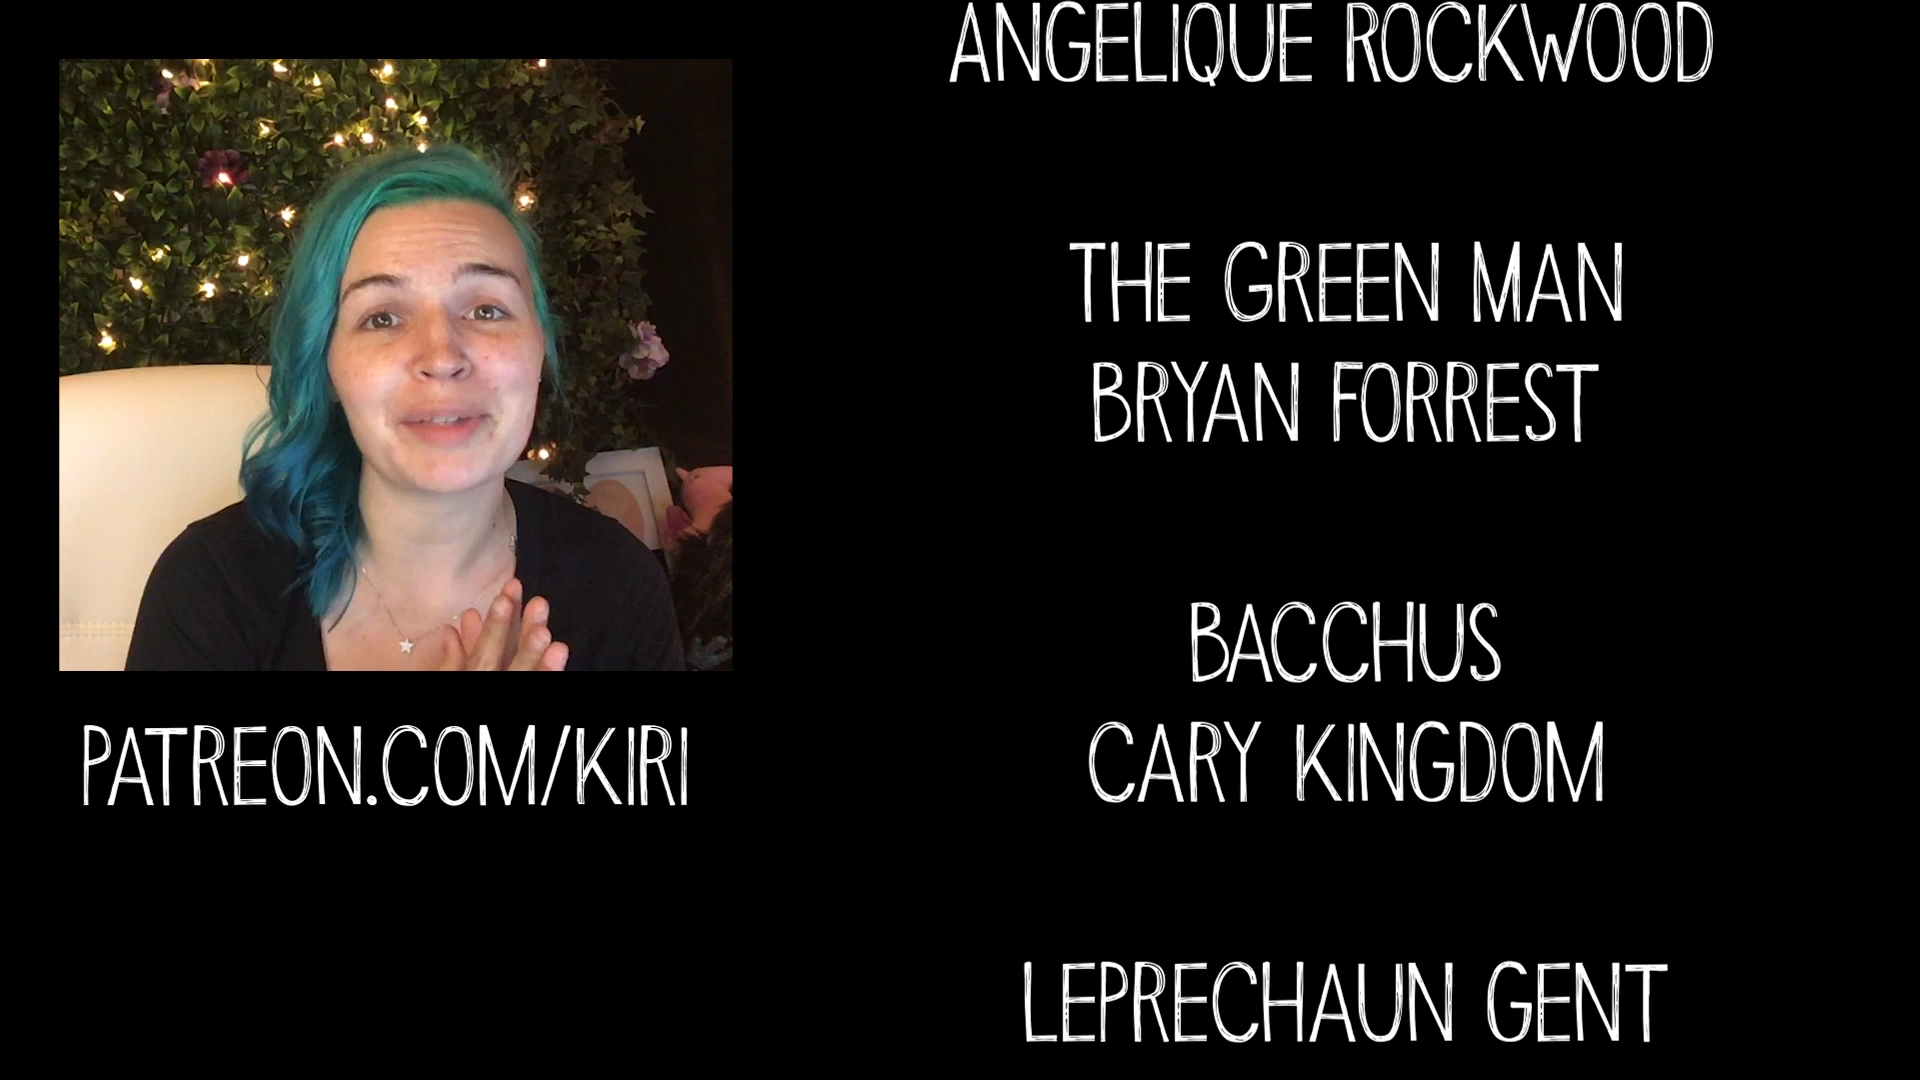 ANGELIQUE ROCKWOOD
THE GREEN MAN
BRYAN FORREST
BACCHUS
CARY KINGDOM
LEPRECHAUN GENT
PATREON.COM/KIRI